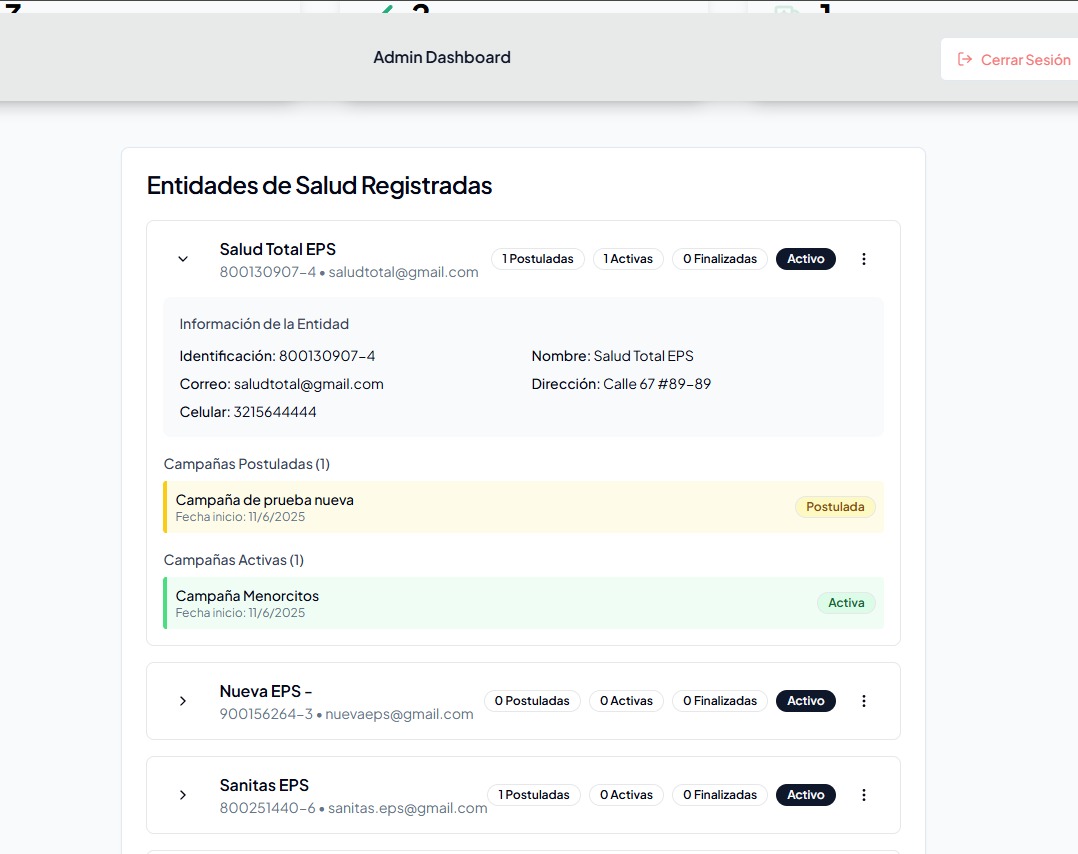 Admin Dashboard
Cerrar Sesión
Entidades de Salud Registradas
Salud Total EPS
800130907-4 • saludtotal@gmail.com
1 Postuladas
1 Activas
0 Finalizadas
Activo
Información de la Entidad
Identificación: 800130907-4
Nombre: Salud Total EPS
Correo: saludtotal@gmail.com
Dirección: Calle 67 #89-89
Celular: 3215644444
Campañas Postuladas (1)
Campaña de prueba nueva
Fecha inicio: 11/6/2025
Postulada
Campañas Activas (1)
Campaña Menorcitos
Fecha inicio: 11/6/2025
Activa
Nueva EPS -
900156264-3 • nuevaeps@gmail.com
0 Postuladas
0 Activas
0 Finalizadas
Activo
Sanitas EPS
800251440-6 • sanitas.eps@gmail.com
1 Postuladas
0 Activas
0 Finalizadas
Activo